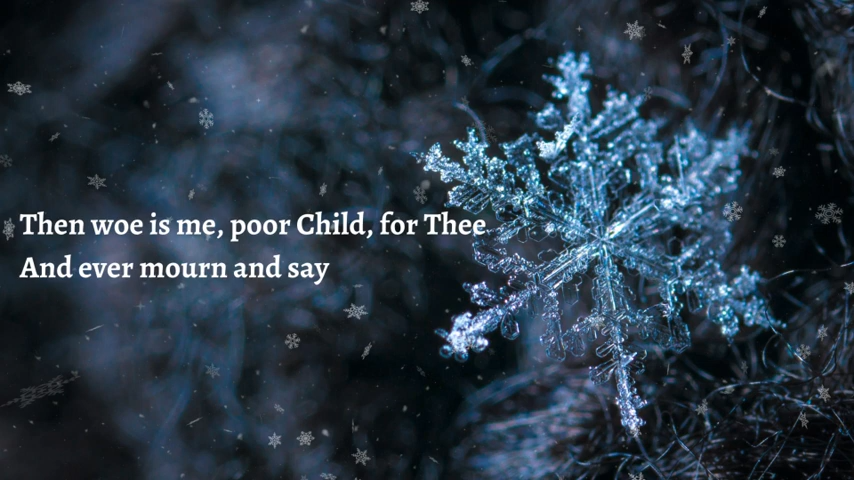 Then woe is me, poor Child, for Thee
And ever mourn and say